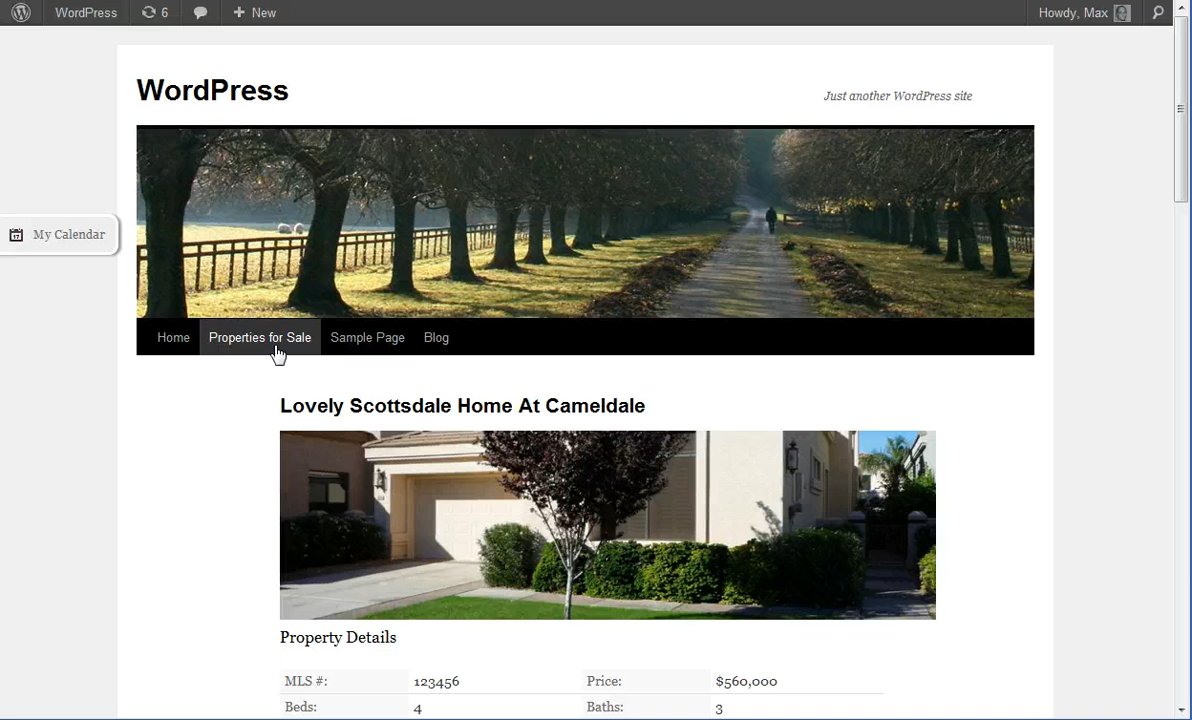 WordPress 6 New Howdy, Max
WordPress
Just another WordPress site
My Calendar
Home Properties for Sale Sample Page Blog
Lovely Scottsdale Home At Cameldale
Property Details
MLS #: 123456 Price: $560,000
Beds: 4 Baths: 3